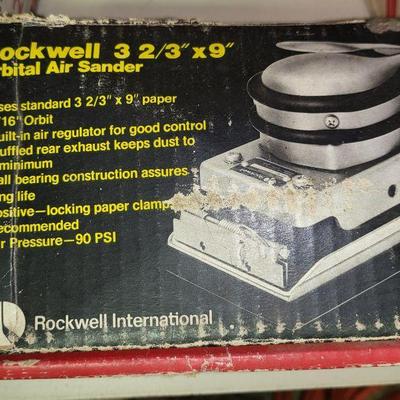 ockwell 3 2/3" x 9"
rbital Air Sander
ses standard 3 2/3" x 9" paper
/16" Orbit
uilt-in air regulator for good control
uffled rear exhaust keeps dust to
minimum
all bearing construction assures
ng life
ositive—locking paper clamp
ecommended
r Pressure—90 PSI
Rockwell International